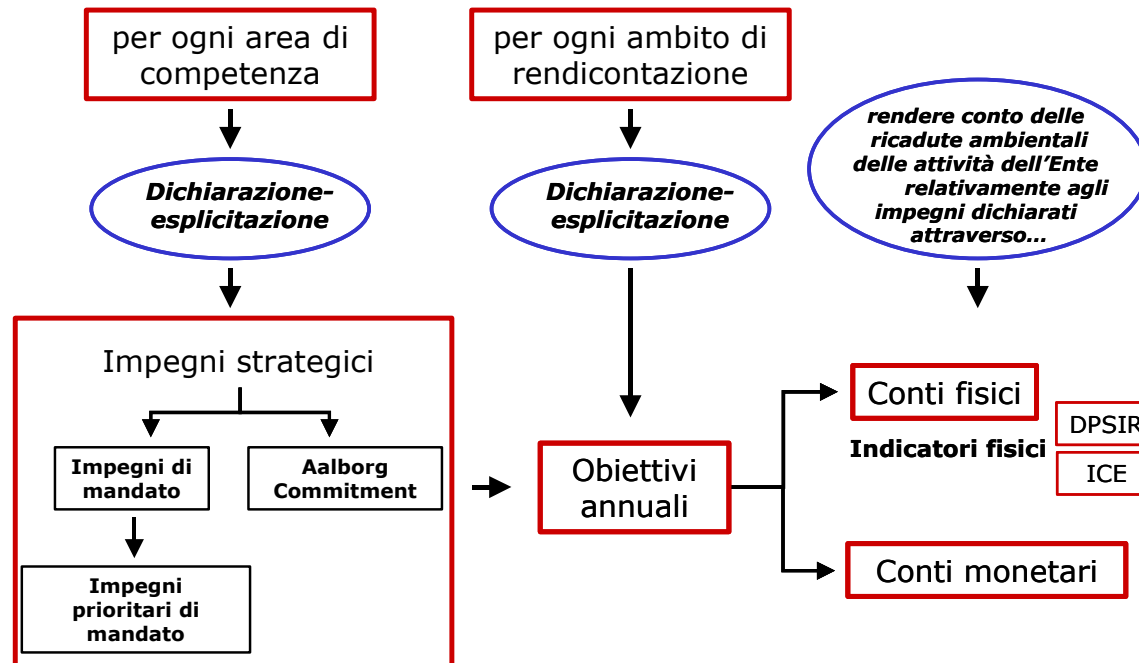 per ogni area di
competenza
per ogni ambito di
rendicontazione
rendere conto delle
ricadute ambientali
delle attività dell’Ente
relativamente agli
impegni dichiarati
attraverso…
Dichiarazione-
esplicitazione
Dichiarazione-
esplicitazione
Impegni strategici
Impegni di
mandato
Aalborg
Commitment
Impegni
prioritari di
mandato
Obiettivi
annuali
Conti fisici
Indicatori fisici
DPSIR
ICE
Conti monetari